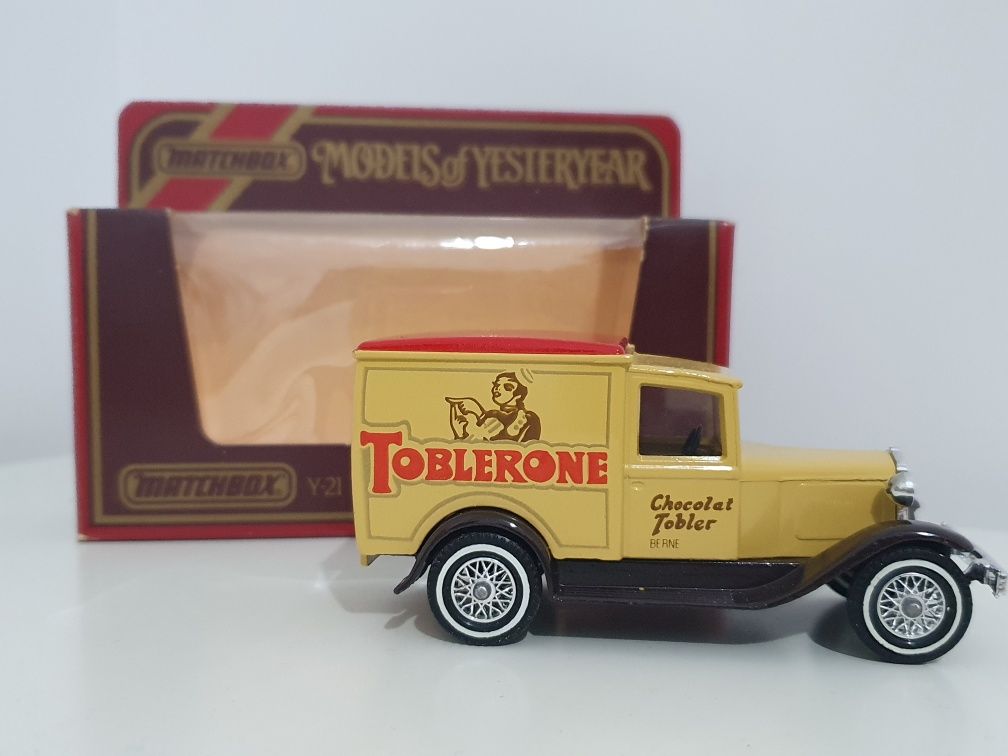 MATCHBOX MODELS of YESTERYEAR
MATCHBOX Y-21
TOBLERONE
Chocolat
Tobler
BERNE